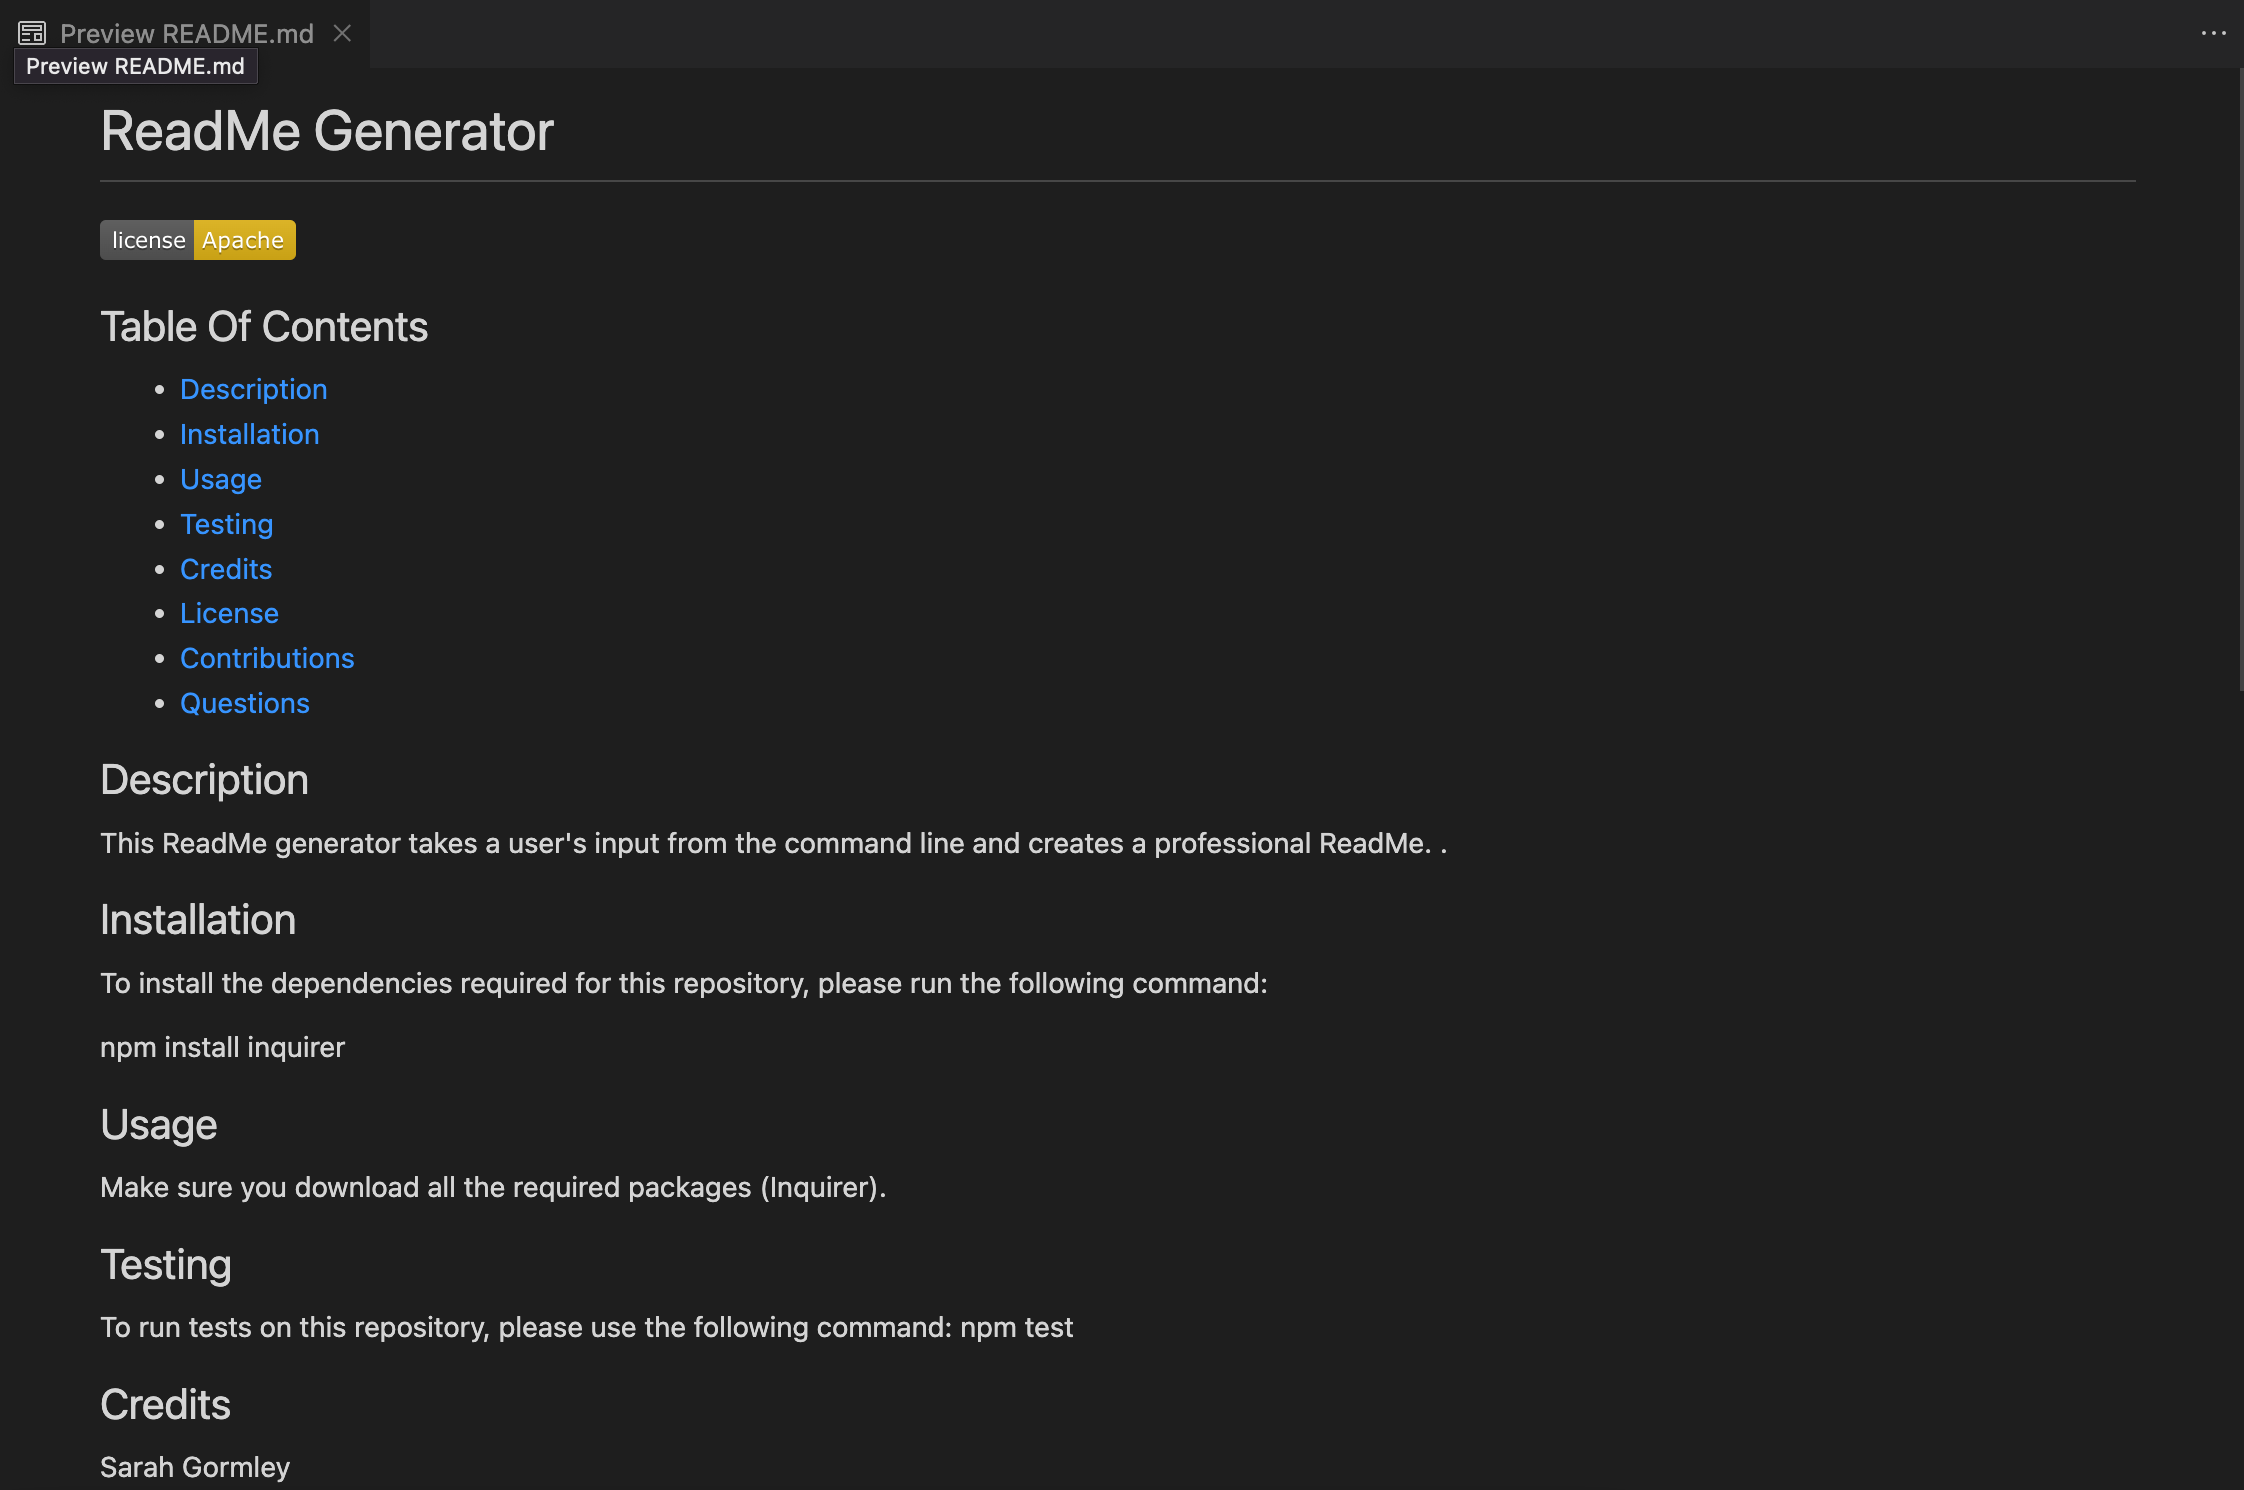 Preview README.md
Preview README.md
ReadMe Generator
license Apache
Table Of Contents
Description
Installation
Usage
Testing
Credits
License
Contributions
Questions
Description
This ReadMe generator takes a user's input from the command line and creates a professional ReadMe. .
Installation
To install the dependencies required for this repository, please run the following command:
npm install inquirer
Usage
Make sure you download all the required packages (Inquirer).
Testing
To run tests on this repository, please use the following command: npm test
Credits
Sarah Gormley